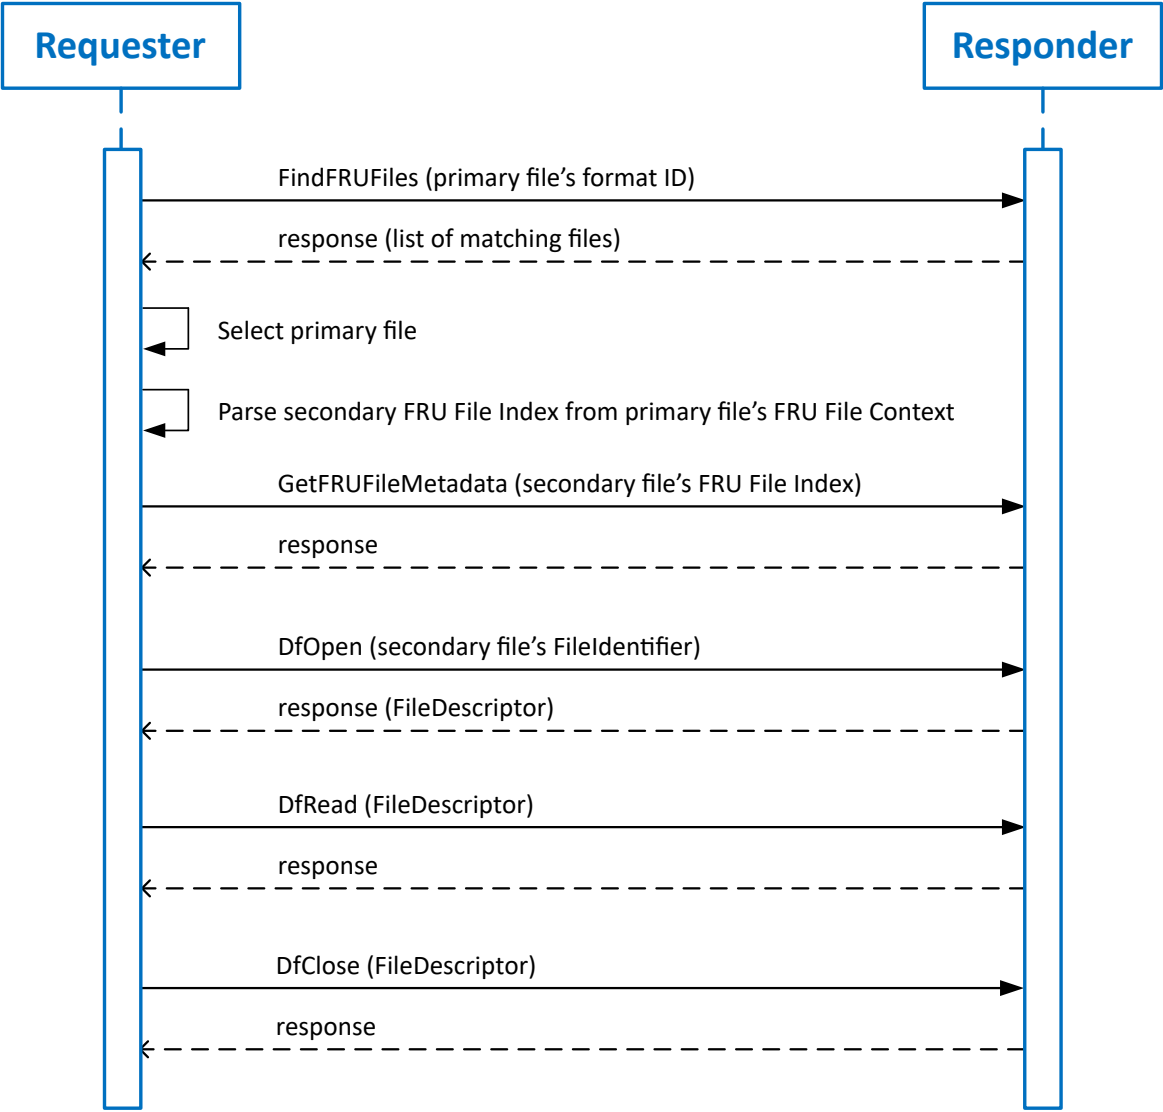 Requester
Responder
FindFRUFiles (primary file's format ID)
response (list of matching files)
Select primary file
Parse secondary FRU File Index from primary file's FRU File Context
GetFRUFileMetadata (secondary file's FRU File Index)
response
DfOpen (secondary file's FileIdentifier)
response (FileDescriptor)
DfRead (FileDescriptor)
response
DfClose (FileDescriptor)
response